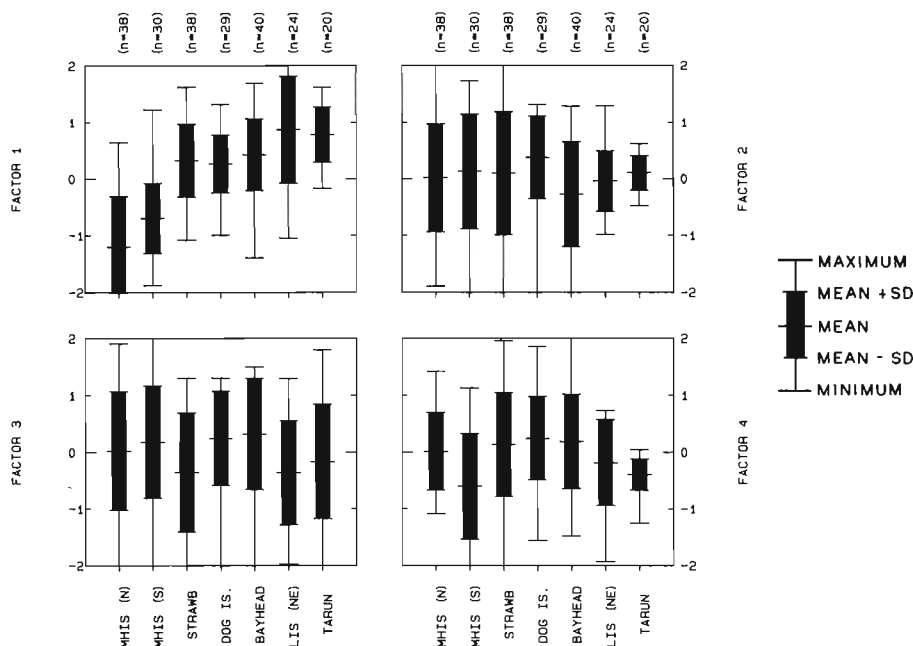 (n=38) (n=30) (n=38) (n=29) (n=40) (n=24) (n=20)
(n=38) (n=30) (n=38) (n=29) (n=40) (n=24) (n=20)
2
1
0
-1
-2
FACTOR 1
2
1
0
-1
-2
FACTOR 2
MAXIMUM
MEAN +SD
MEAN
MEAN - SD
MINIMUM
2
1
0
-1
-2
FACTOR 3
2
1
0
-1
-2
FACTOR 4
MHIS (N) MHIS (S) STRAWB DOG IS. BAYHEAD LIS (NE) TARUN
MHIS (N) MHIS (S) STRAWB DOG IS. BAYHEAD LIS (NE) TARUN